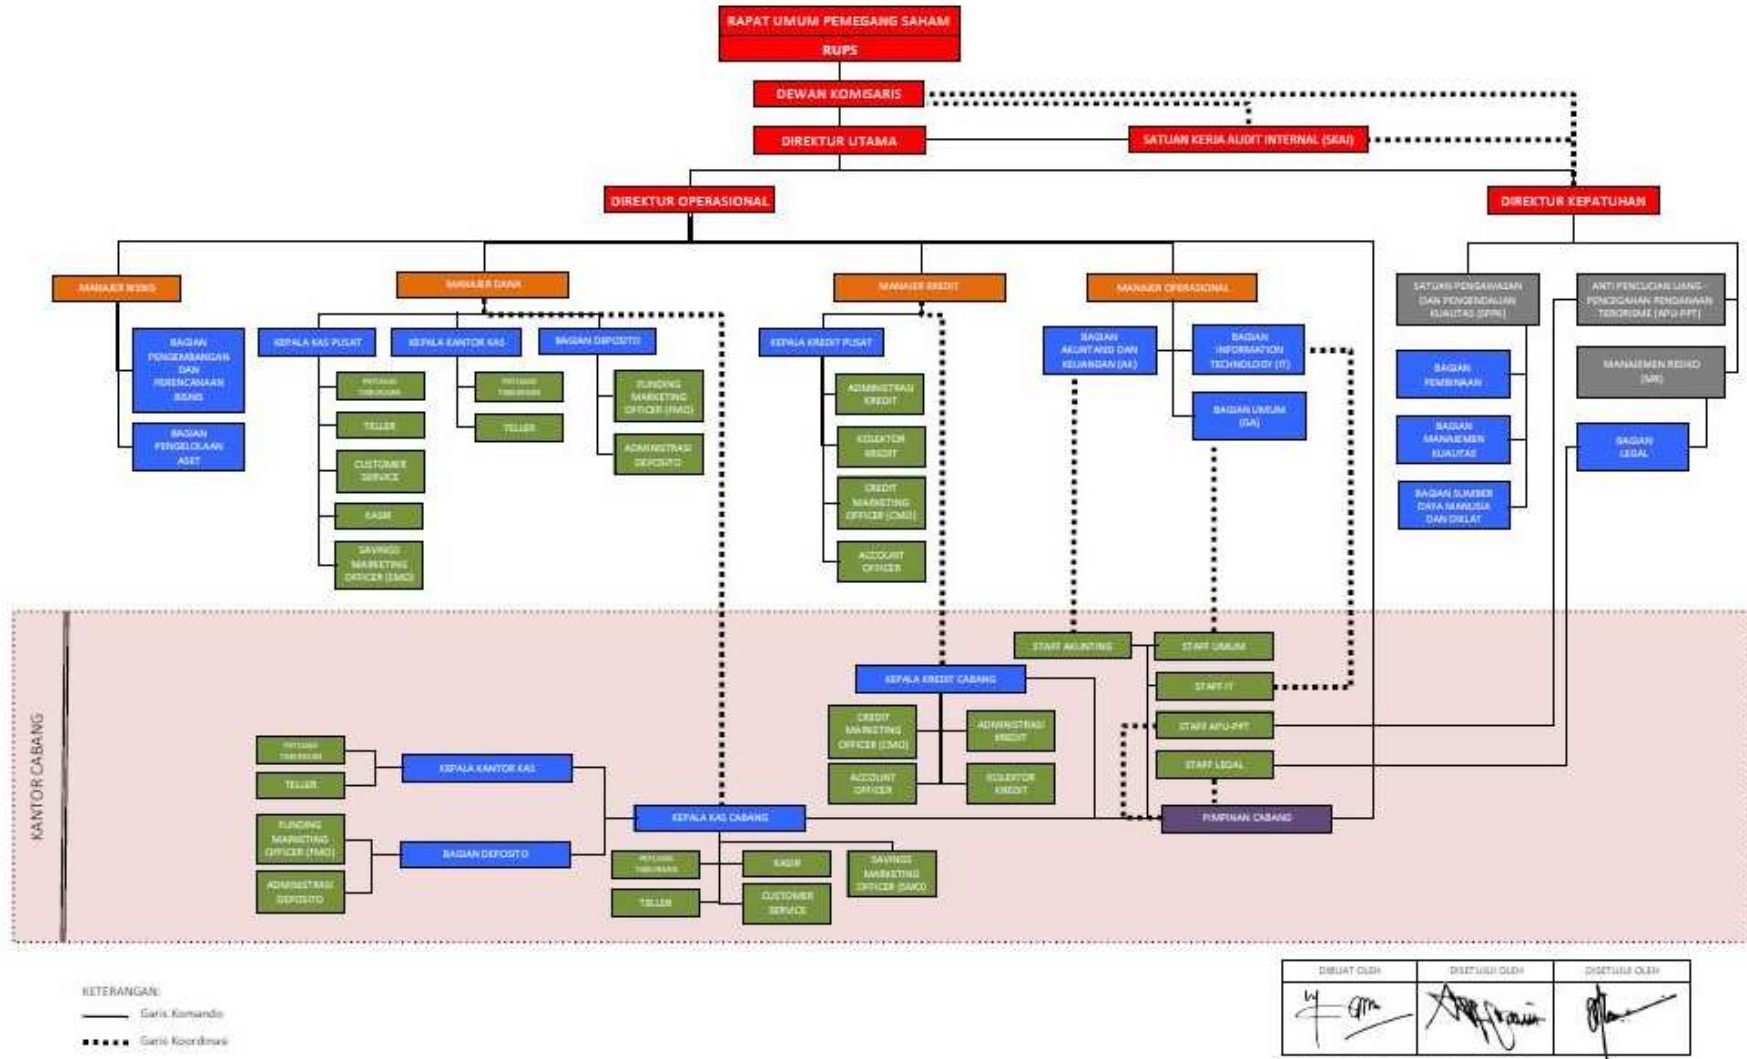 RAPAT UMUM PEMEGANG SAHAM
RUPS
DEWAN KOMISARIS
DIREKTUR UTAMA
SATUAN KERJA AUDIT INTERNAL (SKAI)
DIREKTUR OPERASIONAL
DIREKTUR KEPATUHAN
MANAJER BISNIS
MANAJER DANA
MANAJER KREDIT
MANAJER OPERASIONAL
SATUAN PENGAWASAN
DAN PENGENDALIAN
KUALITAS (SPPK)
ANTI PENCUCIAN UANG -
PENCEGAHAN PENDANAAN
TERORISME (APU-PPT)
BAGIAN
PENGEMBANGAN
DAN
PERENCANAAN
BISNIS
BAGIAN
PENGELOLAAN
ASET
KEPALA KAS PUSAT
PETUGAS
TABUNGAN
TELLER
CUSTOMER
SERVICE
KASIR
SAVINGS
MARKETING
OFFICER (SMO)
KEPALA KANTOR KAS
PETUGAS
TABUNGAN
TELLER
BAGIAN DEPOSITO
FUNDING
MARKETING
OFFICER (FMO)
ADMINISTRASI
DEPOSITO
KEPALA KREDIT PUSAT
ADMINISTRASI
KREDIT
KOLEKTOR
KREDIT
CREDIT
MARKETING
OFFICER (CMO)
ACCOUNT
OFFICER
BAGIAN
AKUNTANSI DAN
KEUANGAN (AK)
BAGIAN
INFORMATION
TECHNOLOGY (IT)
BAGIAN UMUM
(GA)
BAGIAN
PEMBINAAN
BAGIAN
MANAJEMEN
KUALITAS
BAGIAN SUMBER
DAYA MANUSIA
DAN DIKLAT
MANAJEMEN RESIKO
(MR)
BAGIAN
LEGAL
KANTOR CABANG
STAFF AKUNTING
STAFF UMUM
STAFF IT
STAFF APU-PPT
STAFF LEGAL
PIMPINAN CABANG
KEPALA KREDIT CABANG
CREDIT
MARKETING
OFFICER (CMO)
ADMINISTRASI
KREDIT
ACCOUNT
OFFICER
KOLEKTOR
KREDIT
PETUGAS
TABUNGAN
TELLER
KEPALA KANTOR KAS
FUNDING
MARKETING
OFFICER (FMO)
ADMINISTRASI
DEPOSITO
BAGIAN DEPOSITO
KEPALA KAS CABANG
PETUGAS
TABUNGAN
KASIR
SAVINGS
MARKETING
OFFICER (SMO)
TELLER
CUSTOMER
SERVICE
KETERANGAN:
Garis Komando
Garis Koordinasi
DIBUAT OLEH
DISETUJUI OLEH
DISETUJUI OLEH